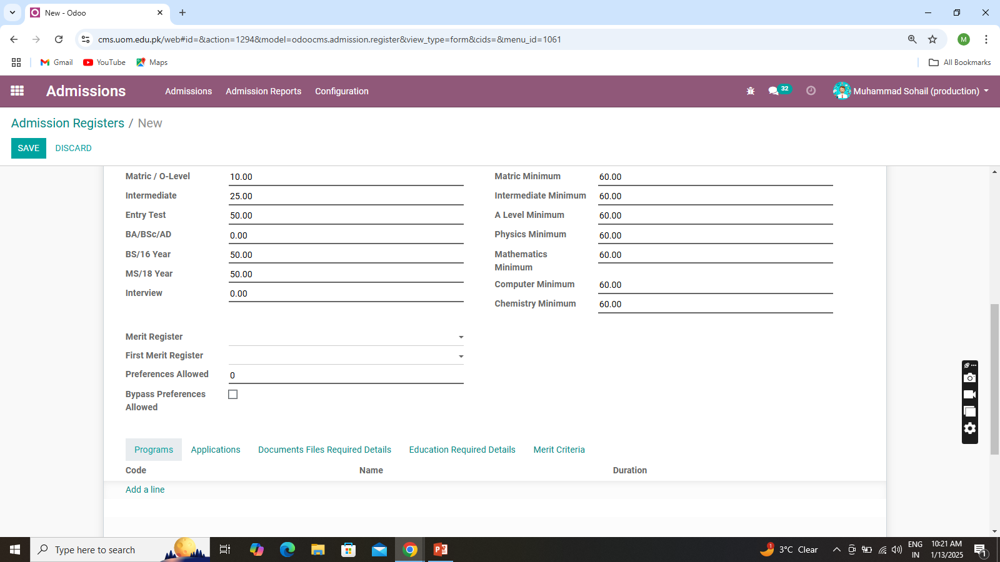 New - Odoo
cms.uom.edu.pk/web#id=&action=1294&model=odoocms.admission.register&view_type=form&cids=&menu_id=1061
M
Gmail
YouTube
Maps
All Bookmarks
Admissions
Admissions
Admission Reports
Configuration
32
Muhammad Sohail (production)
Admission Registers / New
SAVE
DISCARD
Matric / O-Level 10.00
Intermediate 25.00
Entry Test 50.00
BA/BSc/AD 0.00
BS/16 Year 50.00
MS/18 Year 50.00
Interview 0.00
Matric Minimum 60.00
Intermediate Minimum 60.00
A Level Minimum 60.00
Physics Minimum 60.00
Mathematics 60.00
Minimum
Computer Minimum 60.00
Chemistry Minimum 60.00
Merit Register
First Merit Register
Preferences Allowed 0
Bypass Preferences
Allowed
Programs
Applications
Documents Files Required Details
Education Required Details
Merit Criteria
Code
Name
Duration
Add a line
Type here to search
1
3°C Clear
ENG
IN
10:21 AM
1/13/2025
1